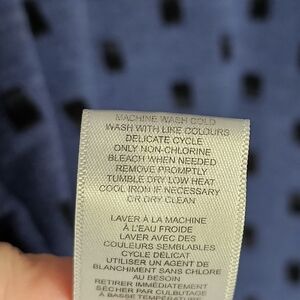 MACHINE WASH COLD
WASH WITH LIKE COLOURS
DELICATE CYCLE
ONLY NON-CHLORINE
BLEACH WHEN NEEDED
REMOVE PROMPTLY
TUMBLE DRY LOW HEAT
COOL IRON IF NECESSARY
OR DRY CLEAN
LAVER À LA MACHINE
À L'EAU FROIDE
LAVER AVEC DES
COULEURS SEMBLABLES
CYCLE DÉLICAT
UTILISER UN AGENT DE
BLANCHIMENT SANS CHLORE
AU BESOIN
RETIRER IMMÉDIATEMENT
SÉCHER PAR CULBUTAGE
À BASSE TEMPÉRATURE